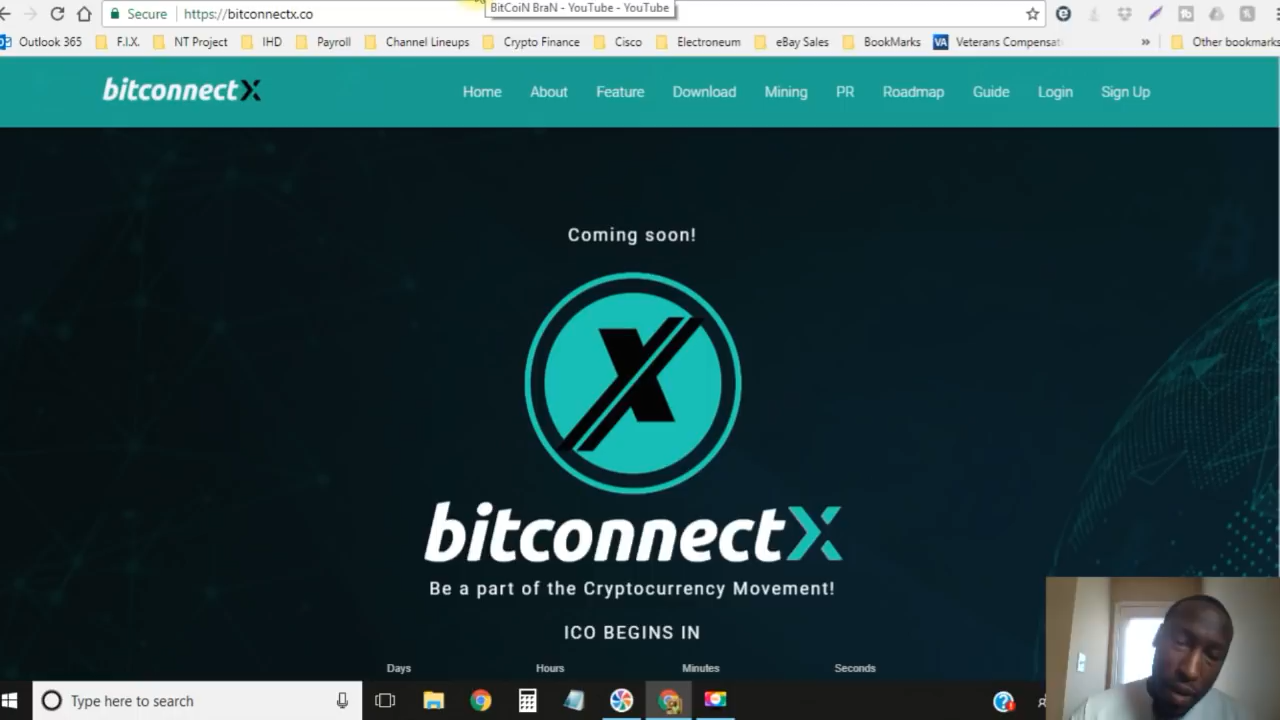 BitCoiN BraN - YouTube - YouTube
Secure
https://bitconnectx.co
Outlook 365 F.I.X. NT Project IHD Payroll Channel Lineups Crypto Finance Cisco Electroneum eBay Sales BookMarks VA Veterans Compensat » Other bookmarks
bitconnectX Home About Feature Download Mining PR Roadmap Guide Login Sign Up
Coming soon!
X
bitconnectX
Be a part of the Cryptocurrency Movement!
ICO BEGINS IN
Days Hours Minutes Seconds
Type here to search